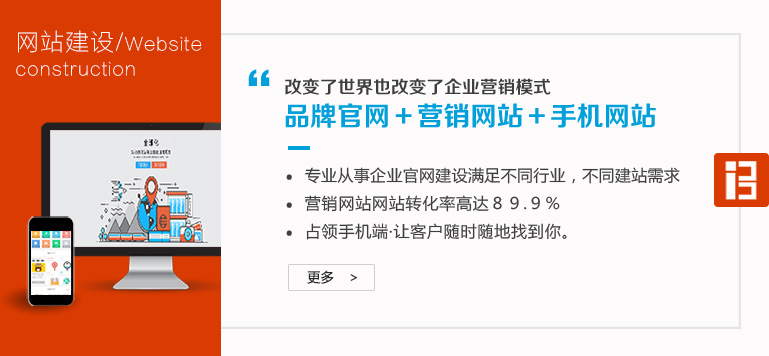 网站建设/Website
construction
“
改变了世界也改变了企业营销模式
品牌官网＋营销网站＋手机网站
• 专业从事企业官网建设满足不同行业，不同建站需求
• 营销网站网站转化率高达８９.９％
• 占领手机端·让客户随时随地找到你。
更多 >